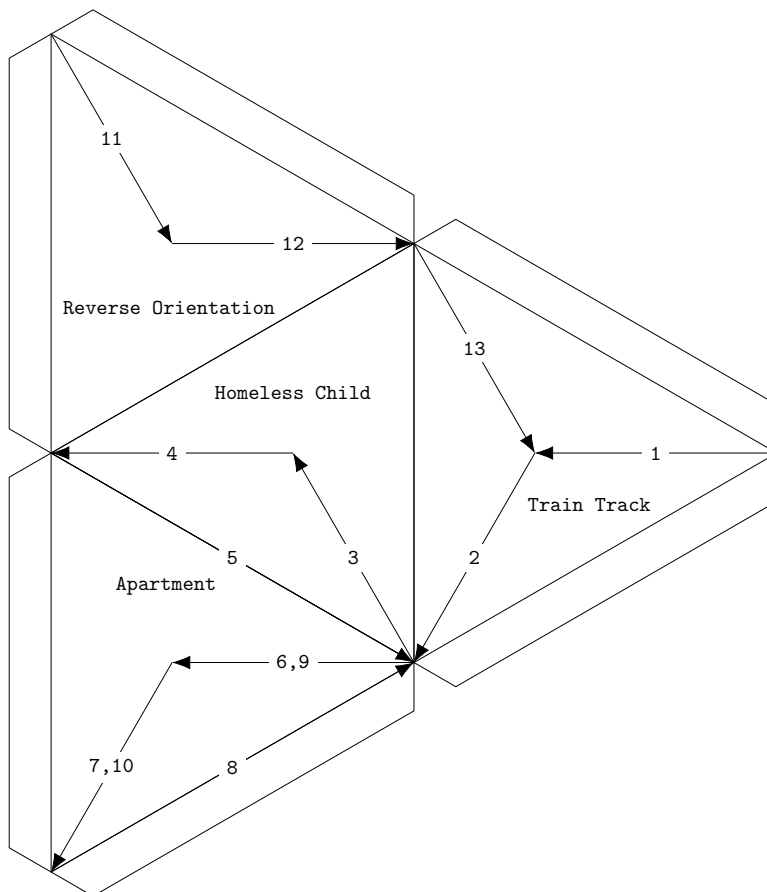 11
12
Reverse Orientation
13
Homeless Child
4
1
Train Track
5
3
2
Apartment
6,9
7,10
8